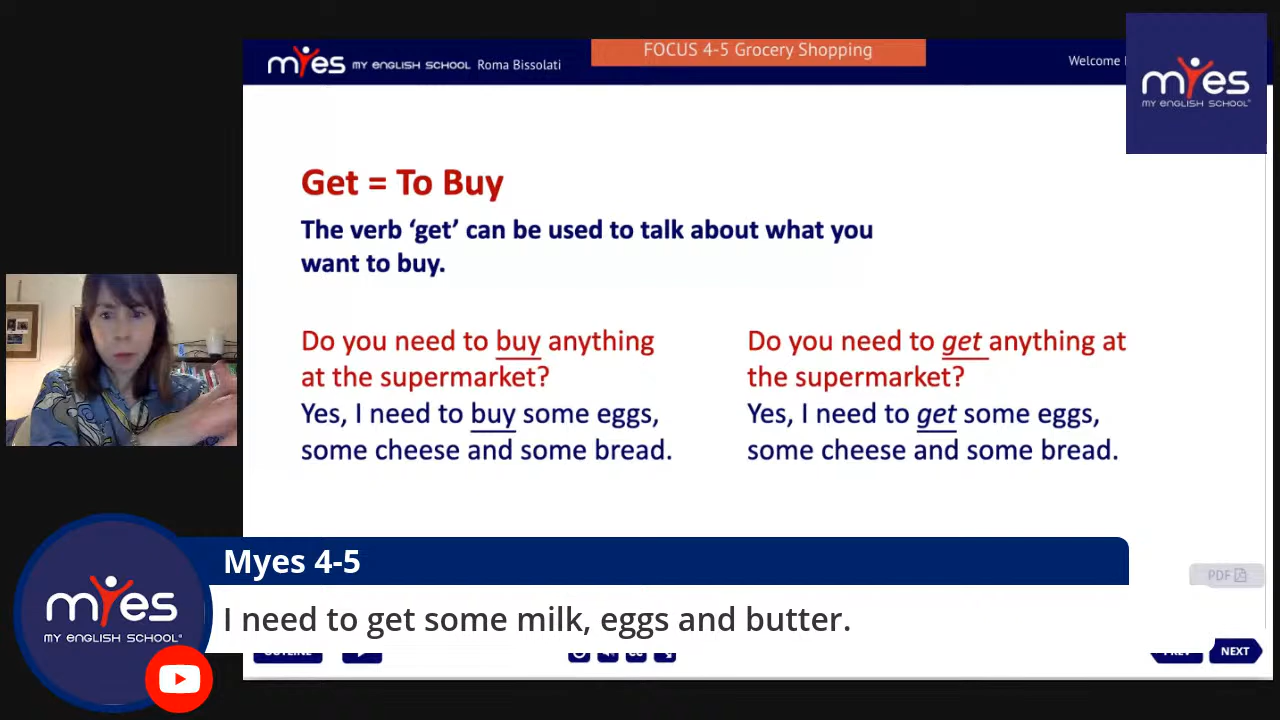 myes MY ENGLISH SCHOOL Roma Bissolati
FOCUS 4-5 Grocery Shopping
Welcome
myes
MY ENGLISH SCHOOL
Get = To Buy
The verb ‘get’ can be used to talk about what you
want to buy.
Do you need to buy anything
at the supermarket?
Yes, I need to buy some eggs,
some cheese and some bread.
Do you need to get anything at
the supermarket?
Yes, I need to get some eggs,
some cheese and some bread.
PDF
Myes 4-5
I need to get some milk, eggs and butter.
myes
MY ENGLISH SCHOOL
OUTLINE
PREV
NEXT